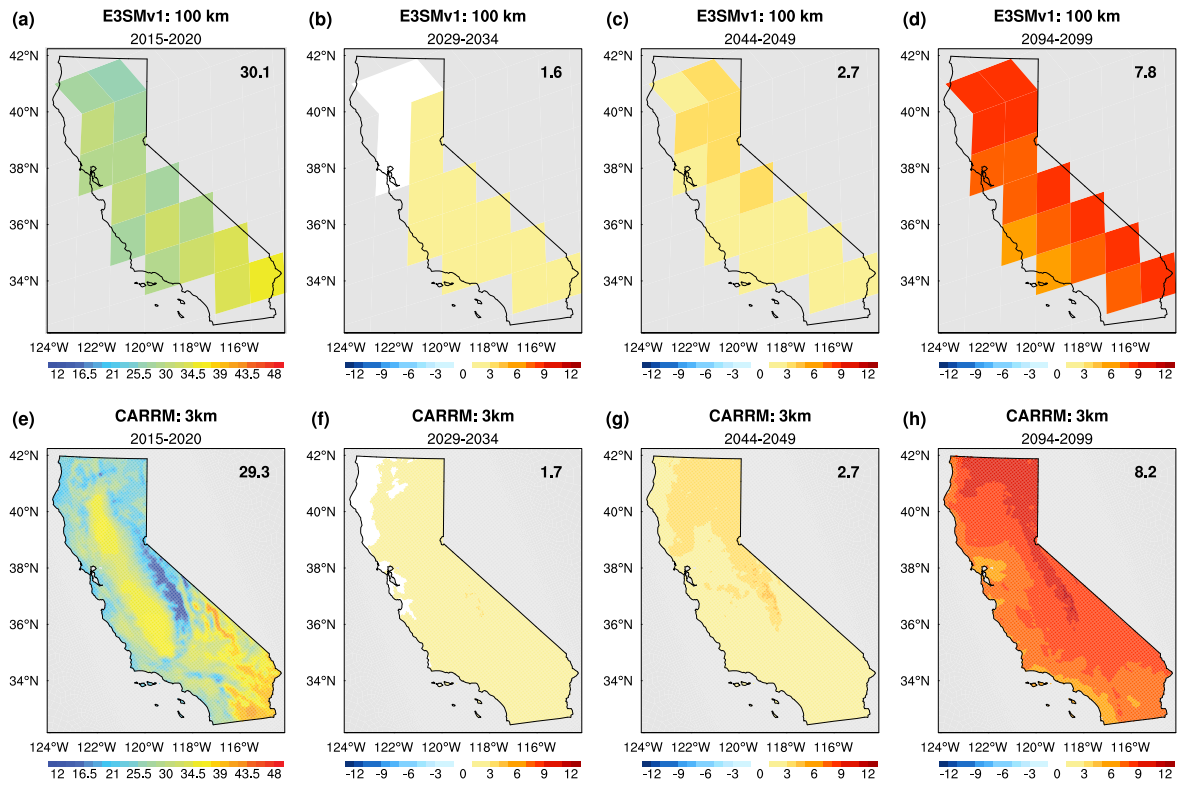 (a) E3SMv1: 100 km
2015-2020
30.1
42°N
40°N
38°N
36°N
34°N
124°W 122°W 120°W 118°W 116°W
12 16.5 21 25.5 30 34.5 39 43.5 48
(b) E3SMv1: 100 km
2029-2034
1.6
42°N
40°N
38°N
36°N
34°N
124°W 122°W 120°W 118°W 116°W
-12 -9 -6 -3 0 3 6 9 12
(c) E3SMv1: 100 km
2044-2049
2.7
42°N
40°N
38°N
36°N
34°N
124°W 122°W 120°W 118°W 116°W
-12 -9 -6 -3 0 3 6 9 12
(d) E3SMv1: 100 km
2094-2099
7.8
42°N
40°N
38°N
36°N
34°N
124°W 122°W 120°W 118°W 116°W
-12 -9 -6 -3 0 3 6 9 12
(e) CARRM: 3km
2015-2020
29.3
42°N
40°N
38°N
36°N
34°N
124°W 122°W 120°W 118°W 116°W
12 16.5 21 25.5 30 34.5 39 43.5 48
(f) CARRM: 3km
2029-2034
1.7
42°N
40°N
38°N
36°N
34°N
124°W 122°W 120°W 118°W 116°W
-12 -9 -6 -3 0 3 6 9 12
(g) CARRM: 3km
2044-2049
2.7
42°N
40°N
38°N
36°N
34°N
124°W 122°W 120°W 118°W 116°W
-12 -9 -6 -3 0 3 6 9 12
(h) CARRM: 3km
2094-2099
8.2
42°N
40°N
38°N
36°N
34°N
124°W 122°W 120°W 118°W 116°W
-12 -9 -6 -3 0 3 6 9 12